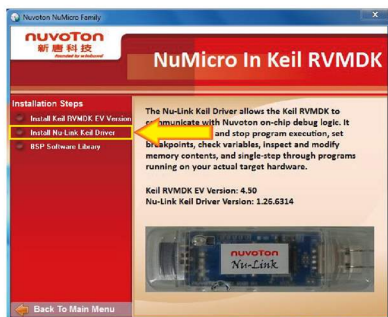 Nuvoton NuMicro Family
nuvoTon
新唐科技
NuMicro In Keil RVMDK
Installation Steps
Install Keil RVMDK EV Version
Install Nu-Link Keil Driver
BSP Software Library
The Nu-Link Keil Driver allows the Keil RVMDK to
communicate with Nuvoton on-chip debug logic. It
and stop program execution, set
breakpoints, check variables, inspect and modify
memory contents, and single-step through programs
running on your actual target hardware.
Keil RVMDK EV Version: 4.50
Nu-Link Keil Driver Version: 1.26.6314
nuvoTon
Nu-Link
Back To Main Menu